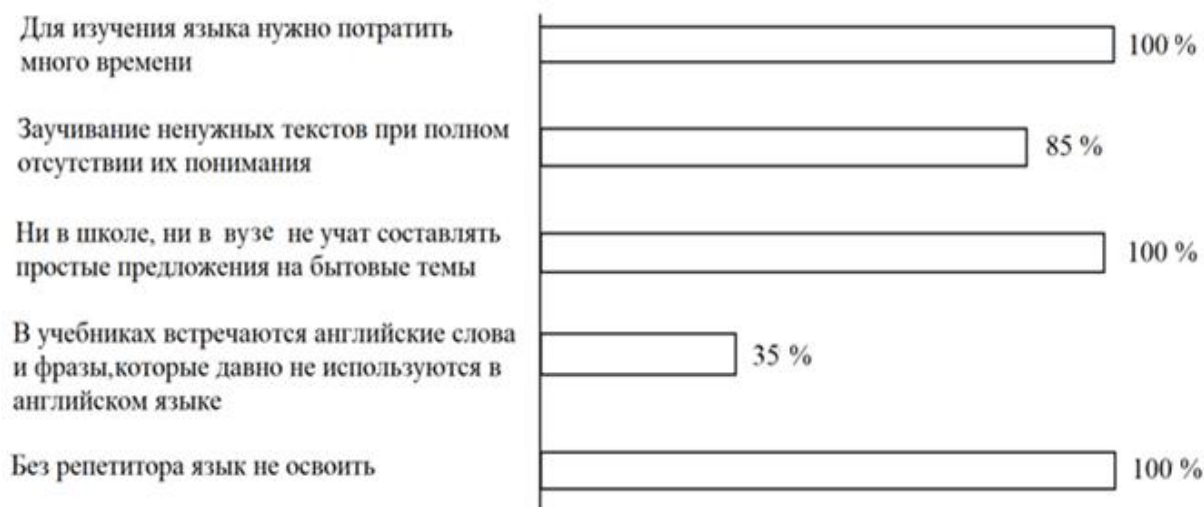 Для изучения языка нужно потратить
много времени
100 %
Заучивание ненужных текстов при полном
отсутствии их понимания
85 %
Ни в школе, ни в вузе не учат составлять
простые предложения на бытовые темы
100 %
В учебниках встречаются английские слова
и фразы,которые давно не используются в
английском языке
35 %
Без репетитора язык не освоить
100 %